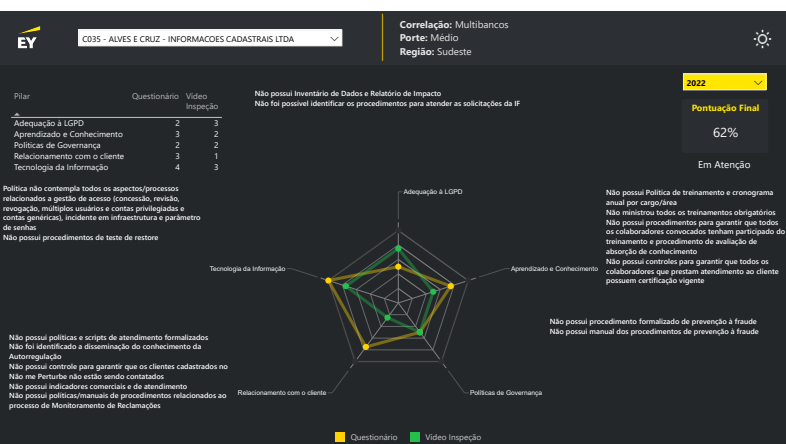 EY
C035 - ALVES E CRUZ - INFORMACOES CADASTRAIS LTDA
Correlação: Multibancos
Porte: Médio
Região: Sudeste
2022
Pontuação Final
62%
Em Atenção
Pilar Questionário Video Inspeção
Adequação à LGPD 2 3
Aprendizado e Conhecimento 3 2
Políticas de Governança 2 2
Relacionamento com o cliente 3 1
Tecnologia da Informação 4 3
Não possui Inventário de Dados e Relatório de Impacto
Não foi possível identificar os procedimentos para atender as solicitações da IF
Política não contempla todos os aspectos/processos
relacionados a gestão de acesso (concessão, revisão,
revogação, múltiplos usuários e contas privilegiadas e
contas genéricas), incidente em infraestrutura e parâmetro
de senhas
Não possui procedimentos de teste de restore
Não possui Política de treinamento e cronograma
anual por cargo/área
Não ministrou todos os treinamentos obrigatórios
Não possui procedimentos para garantir que todos
os colaboradores convocados tenham participado do
treinamento e procedimento de avaliação de
absorção de conhecimento
Não possui controles para garantir que todos os
colaboradores que prestam atendimento ao cliente
possuem certificação vigente
Adequação à LGPD
Tecnologia da Informação
Aprendizado e Conhecimento
Relacionamento com o cliente
Políticas de Governança
Não possui procedimento formalizado de prevenção à fraude
Não possui manual dos procedimentos de prevenção à fraude
Não possui políticas e scripts de atendimento formalizados
Não foi identificado a disseminação do conhecimento da
Autorregulação
Não possui controle para garantir que os clientes cadastrados no
Não me Perturbe não estão sendo contatados
Não possui indicadores comerciais e de atendimento
Não possui políticas/manuais de procedimentos relacionados ao
processo de Monitoramento de Reclamações
Questionário Video Inspeção